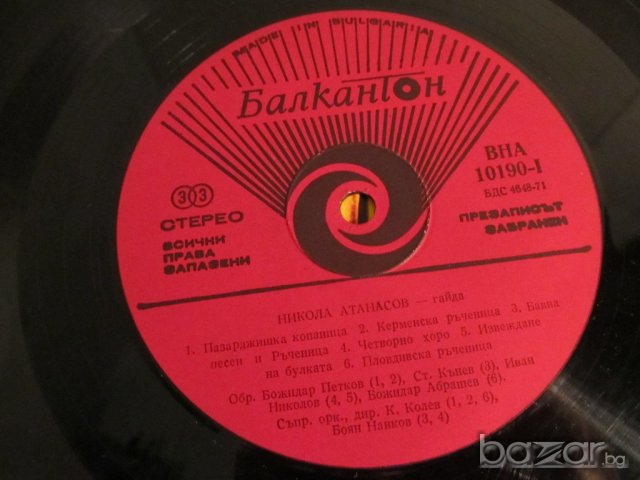 MADE IN BULGARIA
Балкантон
ВНА
10190-I
БДС 4648-71
33
СТЕРЕО
ВСИЧНИ
ПРАВА
ЗАПАЗЕНИ
ПРЕЗАПИСЪТ
ЗАБРАНЕН
НИКОЛА АТАНАСОВ — гайда
1. Пазарджишка копаница 2. Керменска ръченица 3. Бавна
песен и Ръченица 4. Четворно хоро 5. Извеждане
на булката 6. Пловдивска ръченица
Обр. Божидар Петков (1, 2), Ст. Кънев (3), Иван
Николов (4, 5), Божидар Абрашев (6).
Съпр. орк., дир. К. Колев (1, 2, 6),
Боян Нанков (3, 4)
bazar.bg